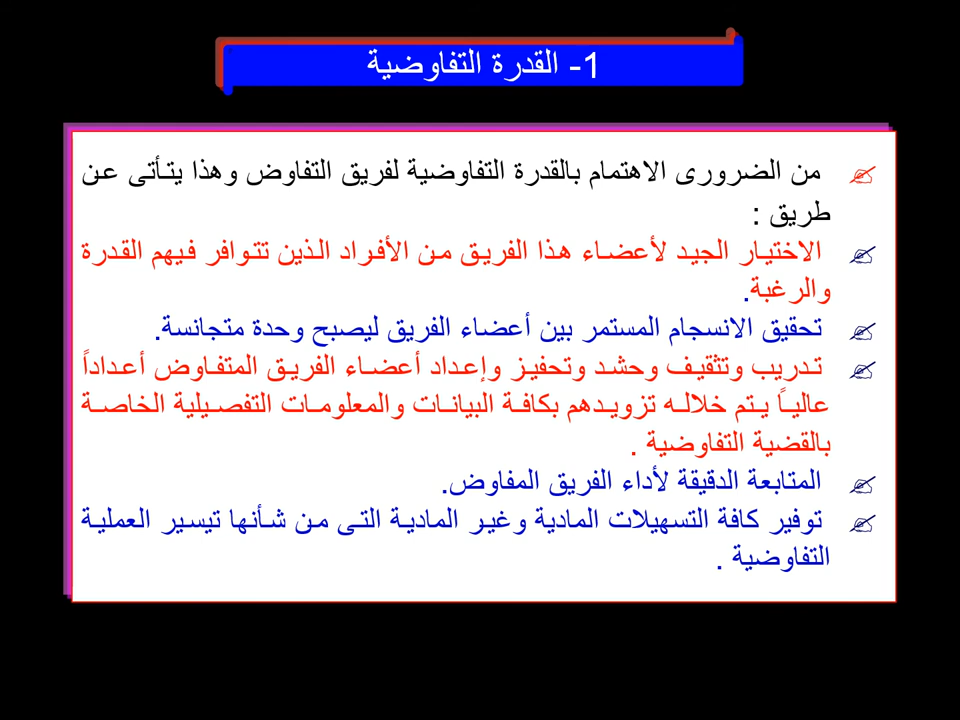 1- القدرة التفاوضية
من الضرورى الاهتمام بالقدرة التفاوضية لفريق التفاوض وهذا يتأتى عن
طريق :
الاختيار الجيد لأعضاء هذا الفريق من الأفراد الذين تتوافر فيهم القدرة
والرغبة.
تحقيق الانسجام المستمر بين أعضاء الفريق ليصبح وحدة متجانسة.
تدريب وتثقيف وحشد وتحفيز وإعداد أعضاء الفريق المتفاوض أعداداً
عالياً يتم خلاله تزويدهم بكافة البيانات والمعلومات التفصيلية الخاصة
بالقضية التفاوضية .
المتابعة الدقيقة لأداء الفريق المفاوض.
توفير كافة التسهيلات المادية وغير المادية التى من شأنها تيسير العملية
التفاوضية .